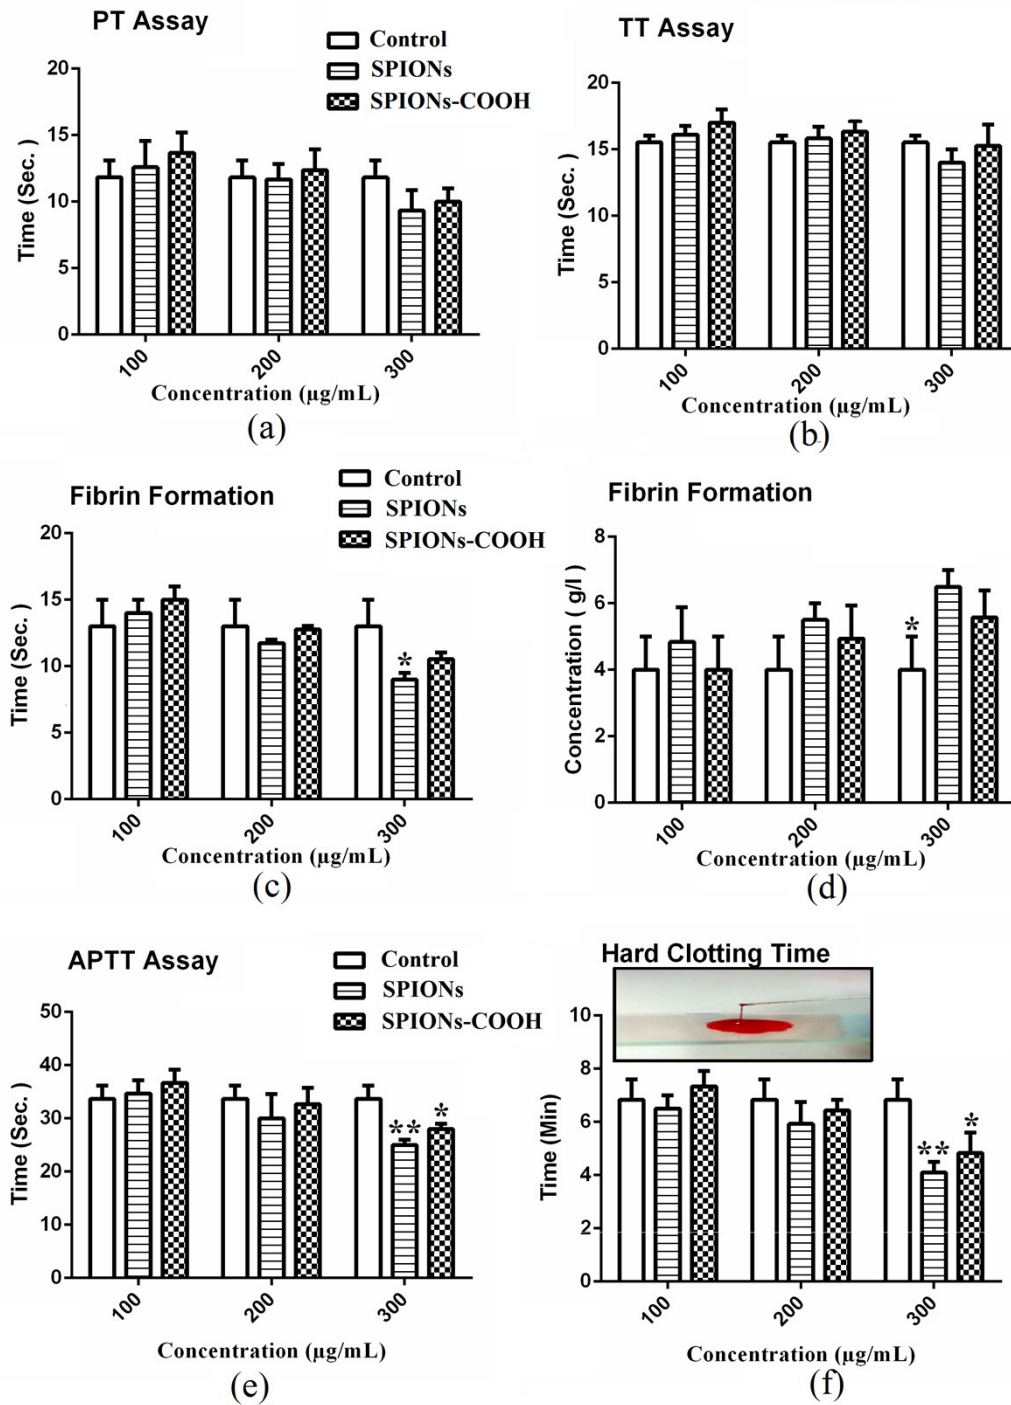 PT Assay
Control
SPIONs
SPIONs-COOH
20
15
10
5
0
Time (Sec. )
100
200
300
Concentration (µg/mL)
(a)
TT Assay
20
15
10
5
0
Time (Sec. )
100
200
300
Concentration (µg/mL)
(b)
Fibrin Formation
Control
SPIONs
SPIONs-COOH
20
15
10
5
0
Time (Sec. )
*
100
200
300
Concentration (µg/mL)
(c)
Fibrin Formation
8
6
4
2
0
Concentration ( g/l )
*
100
200
300
Concentration (µg/mL)
(d)
APTT Assay
Control
SPIONs
SPIONs-COOH
50
40
30
20
10
0
Time (Sec. )
**
*
100
200
300
Concentration (µg/mL)
(e)
Hard Clotting Time
10
8
6
4
2
0
Time (Min)
**
*
100
200
300
Concentration (µg/mL)
(f)